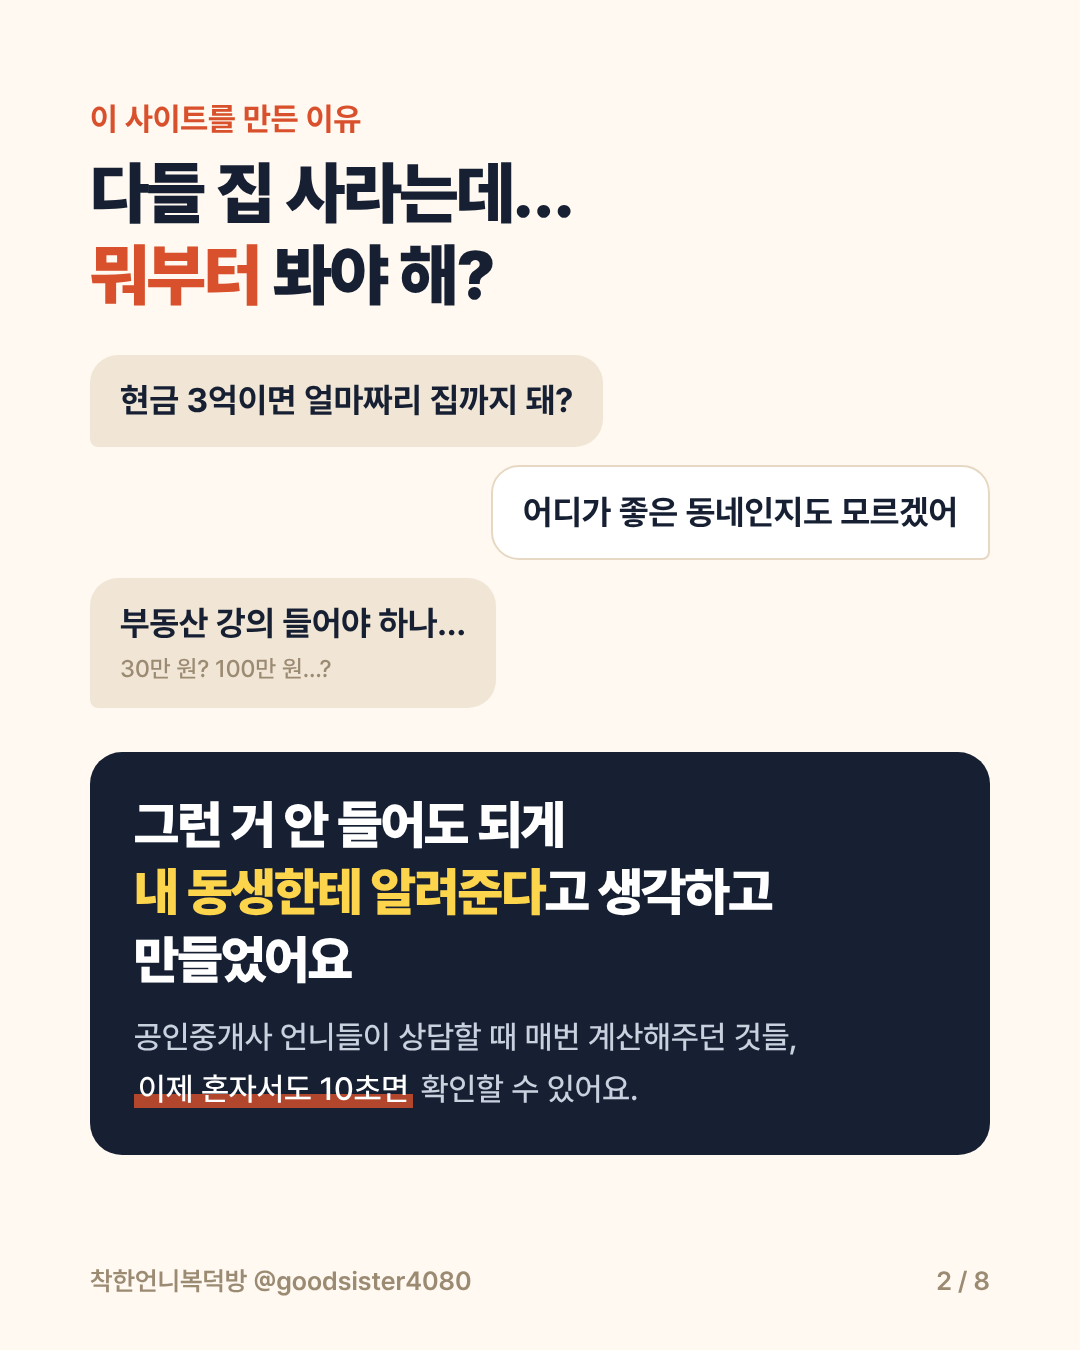 이 사이트를 만든 이유
다들 집 사라는데...
뭐부터 봐야 해?
현금 3억이면 얼마짜리 집까지 돼?
어디가 좋은 동네인지도 모르겠어
부동산 강의 들어야 하나...
30만 원? 100만 원...?
그런 거 안 들어도 되게
내 동생한테 알려준다고 생각하고
만들었어요
공인중개사 언니들이 상담할 때 매번 계산해주던 것들,
이제 혼자서도 10초면 확인할 수 있어요.
착한언니복덕방 @goodsister4080
2 / 8